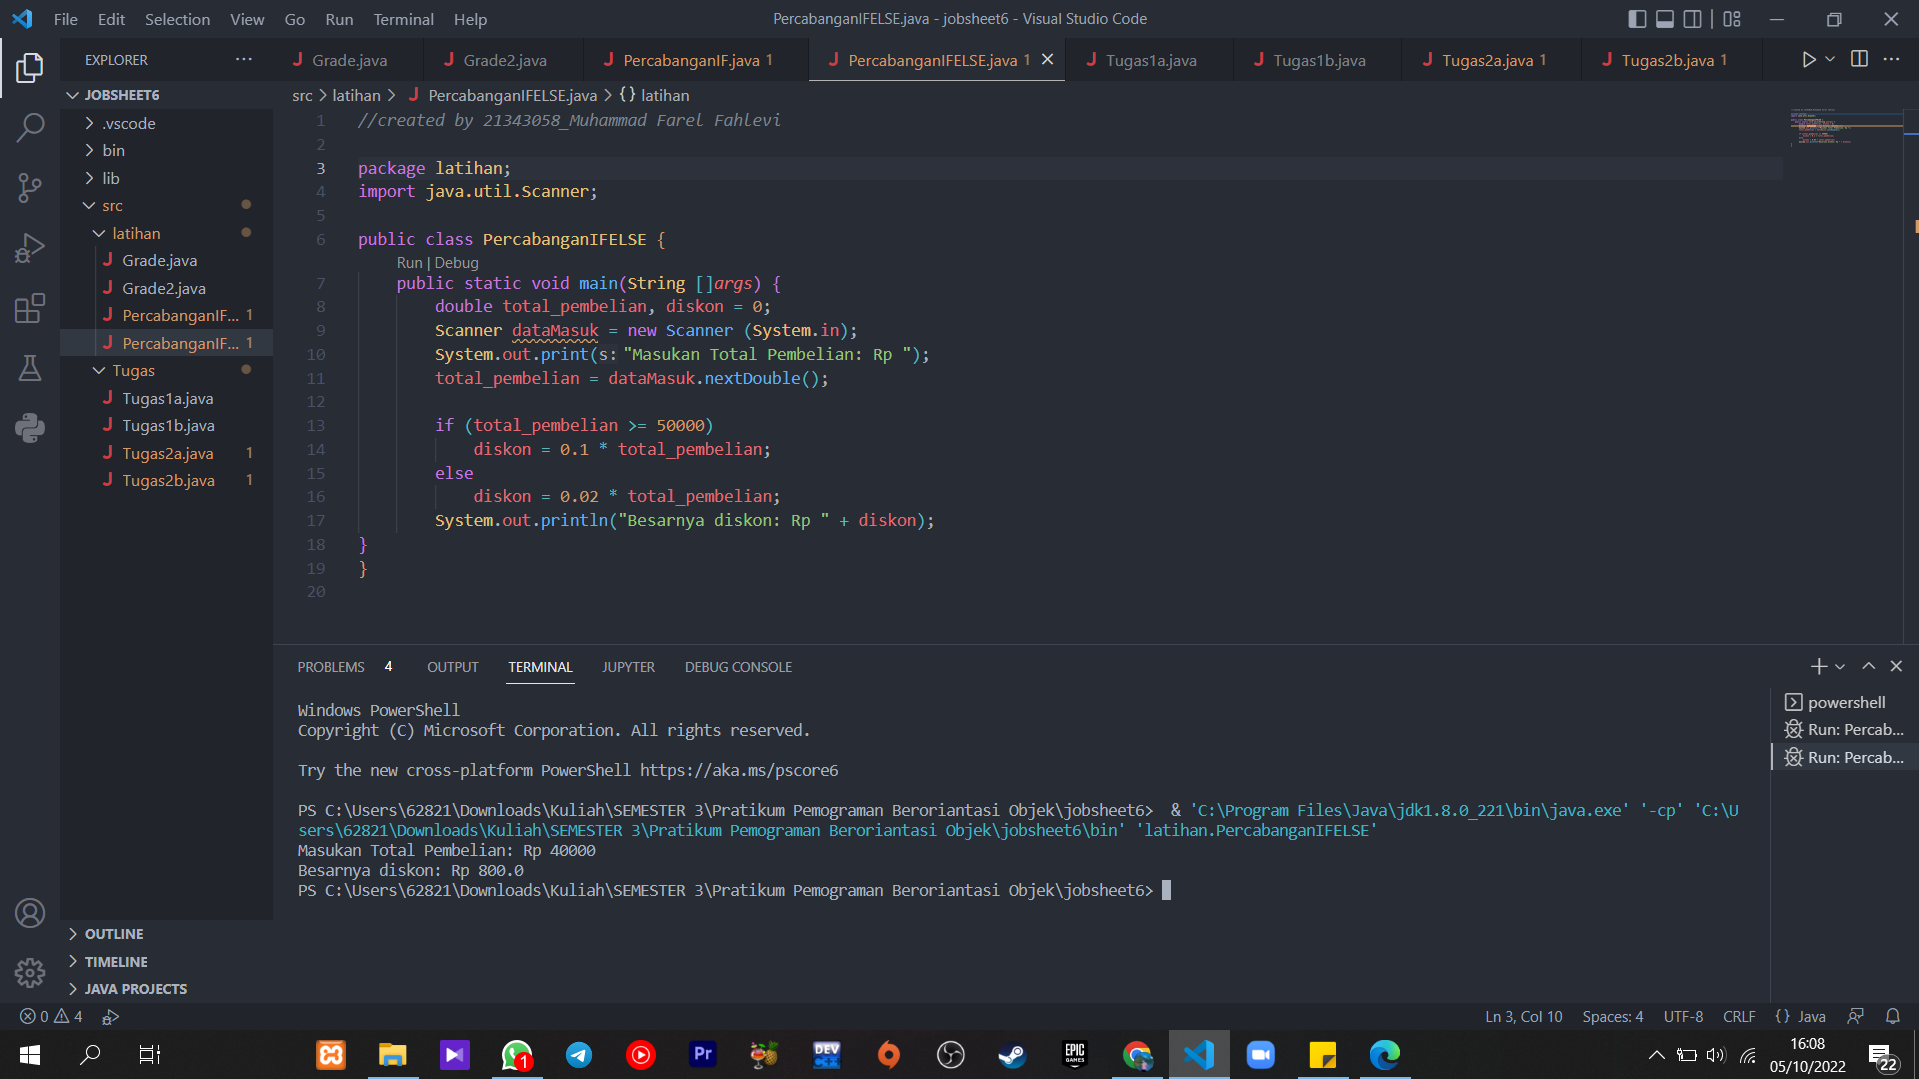 File Edit Selection View Go Run Terminal Help
PercabanganIFELSE.java - jobsheet6 - Visual Studio Code
EXPLORER
Grade.java
Grade2.java
PercabanganIF.java 1
PercabanganIFELSE.java 1
Tugas1a.java
Tugas1b.java
Tugas2a.java 1
Tugas2b.java 1
JOBSHEET6
.vscode
bin
lib
src
latihan
Grade.java
Grade2.java
PercabanganIF... 1
PercabanganIF... 1
Tugas
Tugas1a.java
Tugas1b.java
Tugas2a.java 1
Tugas2b.java 1
OUTLINE
TIMELINE
JAVA PROJECTS
src > latihan > PercabanganIFELSE.java > {} latihan
1 //created by 21343058_Muhammad Farel Fahlevi
2
3 package latihan;
4 import java.util.Scanner;
5
6 public class PercabanganIFELSE {
Run | Debug
7 public static void main(String []args) {
8 double total_pembelian, diskon = 0;
9 Scanner dataMasuk = new Scanner (System.in);
10 System.out.print(s: "Masukan Total Pembelian: Rp ");
11 total_pembelian = dataMasuk.nextDouble();
12
13 if (total_pembelian >= 50000)
14 diskon = 0.1 * total_pembelian;
15 else
16 diskon = 0.02 * total_pembelian;
17 System.out.println("Besarnya diskon: Rp " + diskon);
18 }
19 }
20
PROBLEMS 4 OUTPUT TERMINAL JUPYTER DEBUG CONSOLE
Windows PowerShell
Copyright (C) Microsoft Corporation. All rights reserved.
Try the new cross-platform PowerShell https://aka.ms/pscore6
PS C:\Users\62821\Downloads\Kuliah\SEMESTER 3\Pratikum Pemograman Beroriantasi Objek\jobsheet6> & 'C:\Program Files\Java\jdk1.8.0_221\bin\java.exe' '-cp' 'C:\U
sers\62821\Downloads\Kuliah\SEMESTER 3\Pratikum Pemograman Beroriantasi Objek\jobsheet6\bin' 'latihan.PercabanganIFELSE'
Masukan Total Pembelian: Rp 40000
Besarnya diskon: Rp 800.0
PS C:\Users\62821\Downloads\Kuliah\SEMESTER 3\Pratikum Pemograman Beroriantasi Objek\jobsheet6>
powershell
Run: Percab...
Run: Percab...
0 4
Ln 3, Col 10 Spaces: 4 UTF-8 CRLF {} Java
1
Pr
DEV C++
EPIC GAMES
16:08
05/10/2022
22